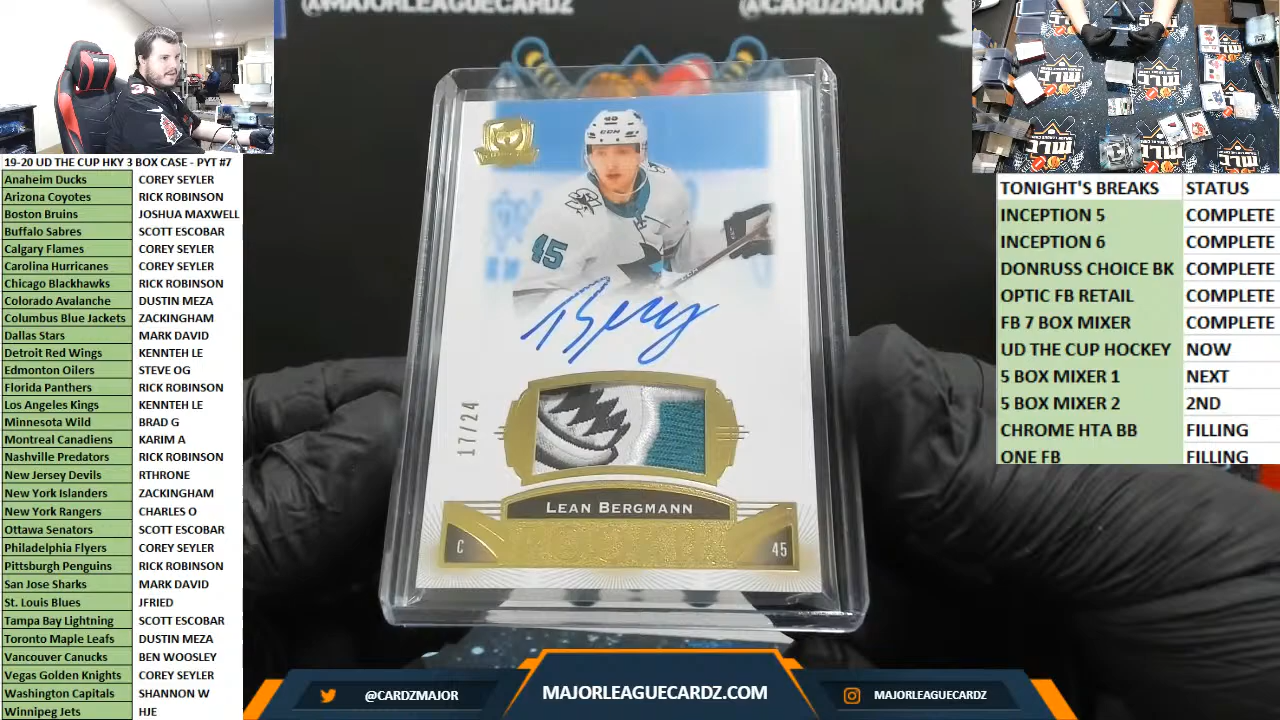 @MAJORLEAGUECARDZ
@CARDZMAJOR
19-20 UD THE CUP HKY 3 BOX CASE - PYT #7
Anaheim Ducks COREY SEYLER
Arizona Coyotes RICK ROBINSON
Boston Bruins JOSHUA MAXWELL
Buffalo Sabres SCOTT ESCOBAR
Calgary Flames COREY SEYLER
Carolina Hurricanes COREY SEYLER
Chicago Blackhawks RICK ROBINSON
Colorado Avalanche DUSTIN MEZA
Columbus Blue Jackets ZACKINGHAM
Dallas Stars MARK DAVID
Detroit Red Wings KENNTEH LE
Edmonton Oilers STEVE OG
Florida Panthers RICK ROBINSON
Los Angeles Kings KENNTEH LE
Minnesota Wild BRAD G
Montreal Canadiens KARIM A
Nashville Predators RICK ROBINSON
New Jersey Devils RTHRONE
New York Islanders ZACKINGHAM
New York Rangers CHARLES O
Ottawa Senators SCOTT ESCOBAR
Philadelphia Flyers COREY SEYLER
Pittsburgh Penguins RICK ROBINSON
San Jose Sharks MARK DAVID
St. Louis Blues JFRIED
Tampa Bay Lightning SCOTT ESCOBAR
Toronto Maple Leafs DUSTIN MEZA
Vancouver Canucks BEN WOOSLEY
Vegas Golden Knights COREY SEYLER
Washington Capitals SHANNON W
Winnipeg Jets HJE
45
CCM
45
17/24
LEAN BERGMANN
C
45
TONIGHT'S BREAKS STATUS
INCEPTION 5 COMPLETE
INCEPTION 6 COMPLETE
DONRUSS CHOICE BK COMPLETE
OPTIC FB RETAIL COMPLETE
FB 7 BOX MIXER COMPLETE
UD THE CUP HOCKEY NOW
5 BOX MIXER 1 NEXT
5 BOX MIXER 2 2ND
CHROME HTA BB FILLING
ONE FB FILLING
@CARDZMAJOR
MAJORLEAGUECARDZ.COM
MAJORLEAGUECARDZ